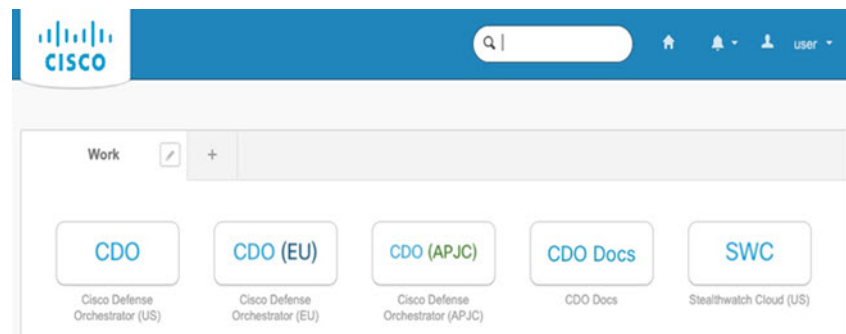 CISCO
user
Work
+
CDO
CDO (EU)
CDO (APJC)
CDO Docs
SWC
Cisco Defense
Orchestrator (US)
Cisco Defense
Orchestrator (EU)
Cisco Defense
Orchestrator (APJC)
CDO Docs
Stealthwatch Cloud (US)